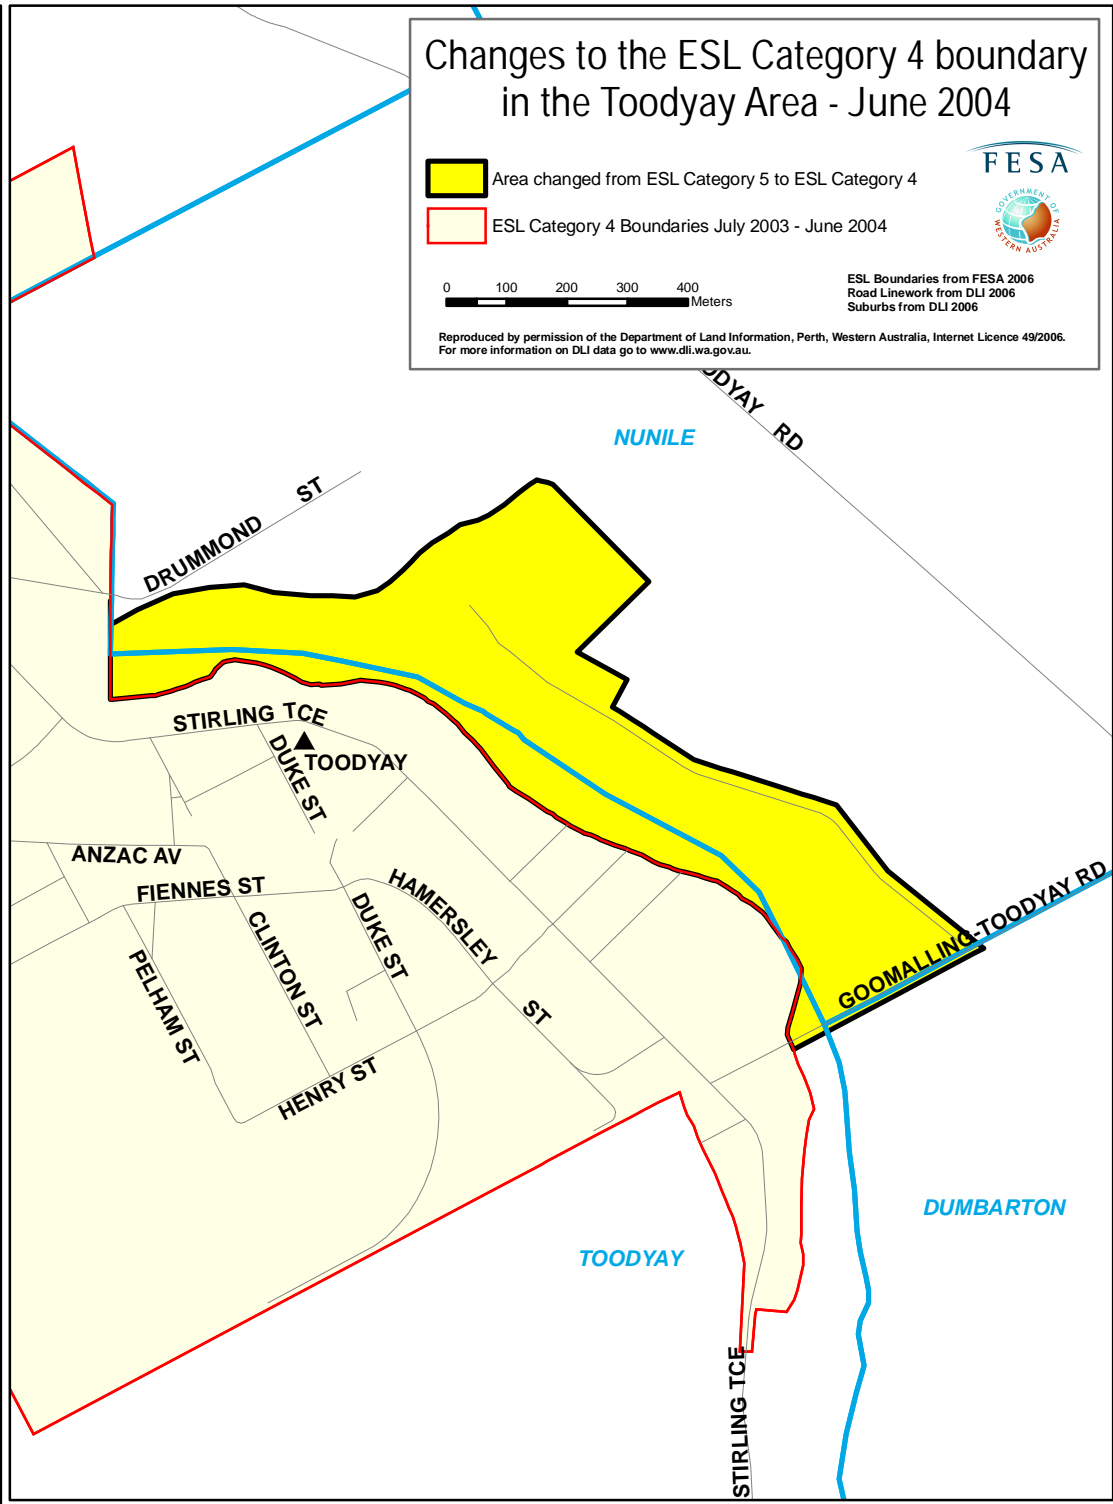 Changes to the ESL Category 4 boundary
in the Toodyay Area - June 2004
FESA
Area changed from ESL Category 5 to ESL Category 4
GOVERNMENT OF
WESTERN AUSTRALIA
ESL Category 4 Boundaries July 2003 - June 2004
0 100 200 300 400
Meters
ESL Boundaries from FESA 2006
Road Linework from DLI 2006
Suburbs from DLI 2006
Reproduced by permission of the Department of Land Information, Perth, Western Australia, Internet Licence 49/2006.
For more information on DLI data go to www.dli.wa.gov.au.
ODYAY RD
NUNILE
DRUMMOND ST
STIRLING TCE
DUKE ST
TOODYAY
ANZAC AV
FIENNES ST
HAMERSLEY ST
DUKE ST
CLINTON ST
PELHAM ST
HENRY ST
GOOMALLING-TOODYAY RD
DUMBARTON
TOODYAY
STIRLING TCE